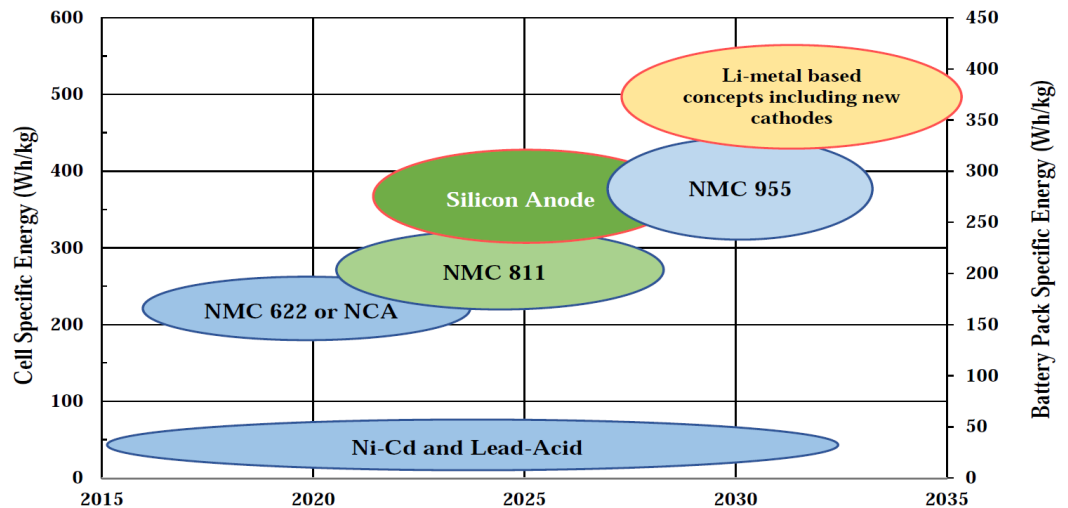 600
500
400
300
200
100
0
Cell Specific Energy (Wh/kg)
450
400
350
300
250
200
150
100
50
0
Battery Pack Specific Energy (Wh/kg)
Li-metal based
concepts including new
cathodes
Silicon Anode
NMC 955
NMC 811
NMC 622 or NCA
Ni-Cd and Lead-Acid
2015
2020
2025
2030
2035